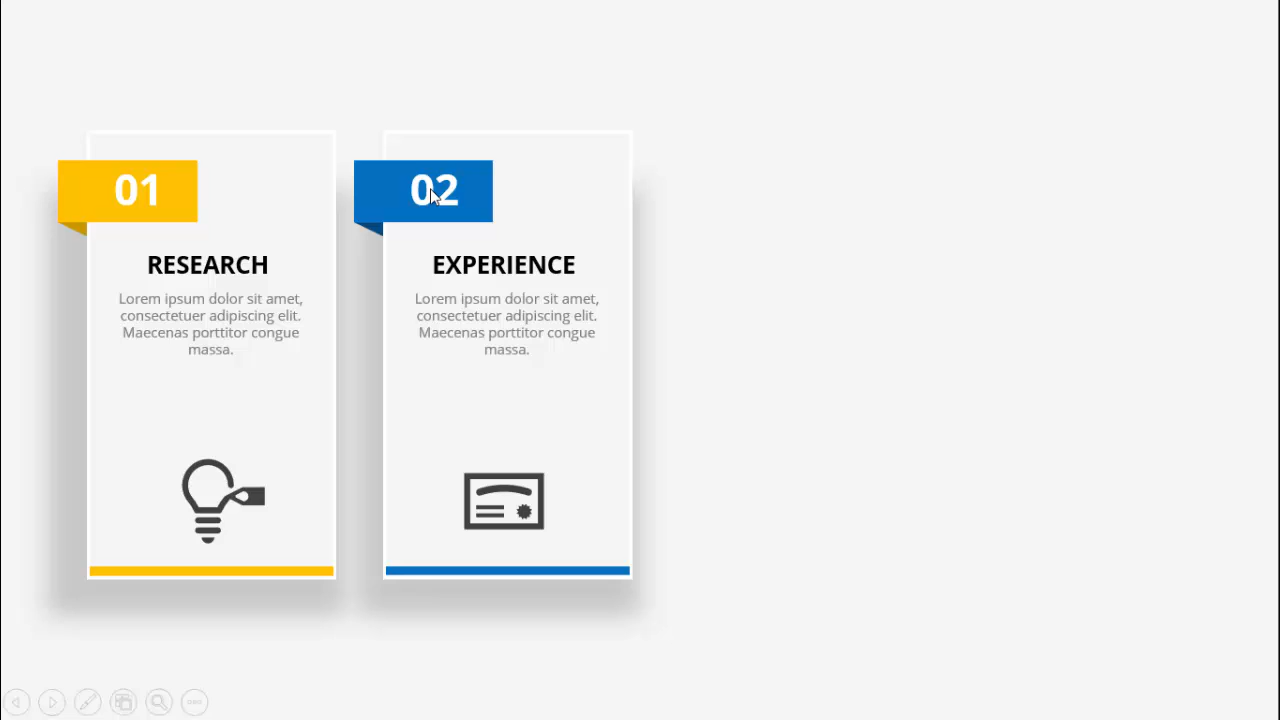 01
RESEARCH
Lorem ipsum dolor sit amet,
consectetuer adipiscing elit.
Maecenas porttitor congue
massa.
02
EXPERIENCE
Lorem ipsum dolor sit amet,
consectetuer adipiscing elit.
Maecenas porttitor congue
massa.